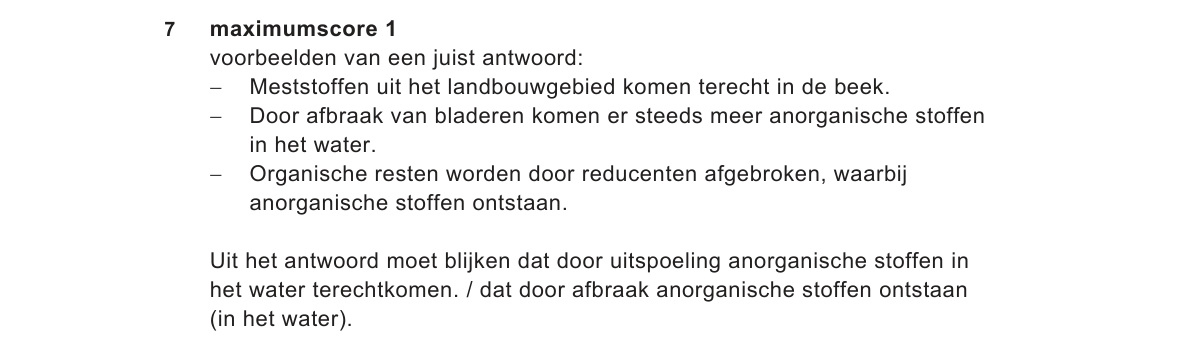 7 maximumscore 1
voorbeelden van een juist antwoord:
– Meststoffen uit het landbouwgebied komen terecht in de beek.
– Door afbraak van bladeren komen er steeds meer anorganische stoffen
in het water.
– Organische resten worden door reducenten afgebroken, waarbij
anorganische stoffen ontstaan.
Uit het antwoord moet blijken dat door uitspoeling anorganische stoffen in
het water terechtkomen. / dat door afbraak anorganische stoffen ontstaan
(in het water).